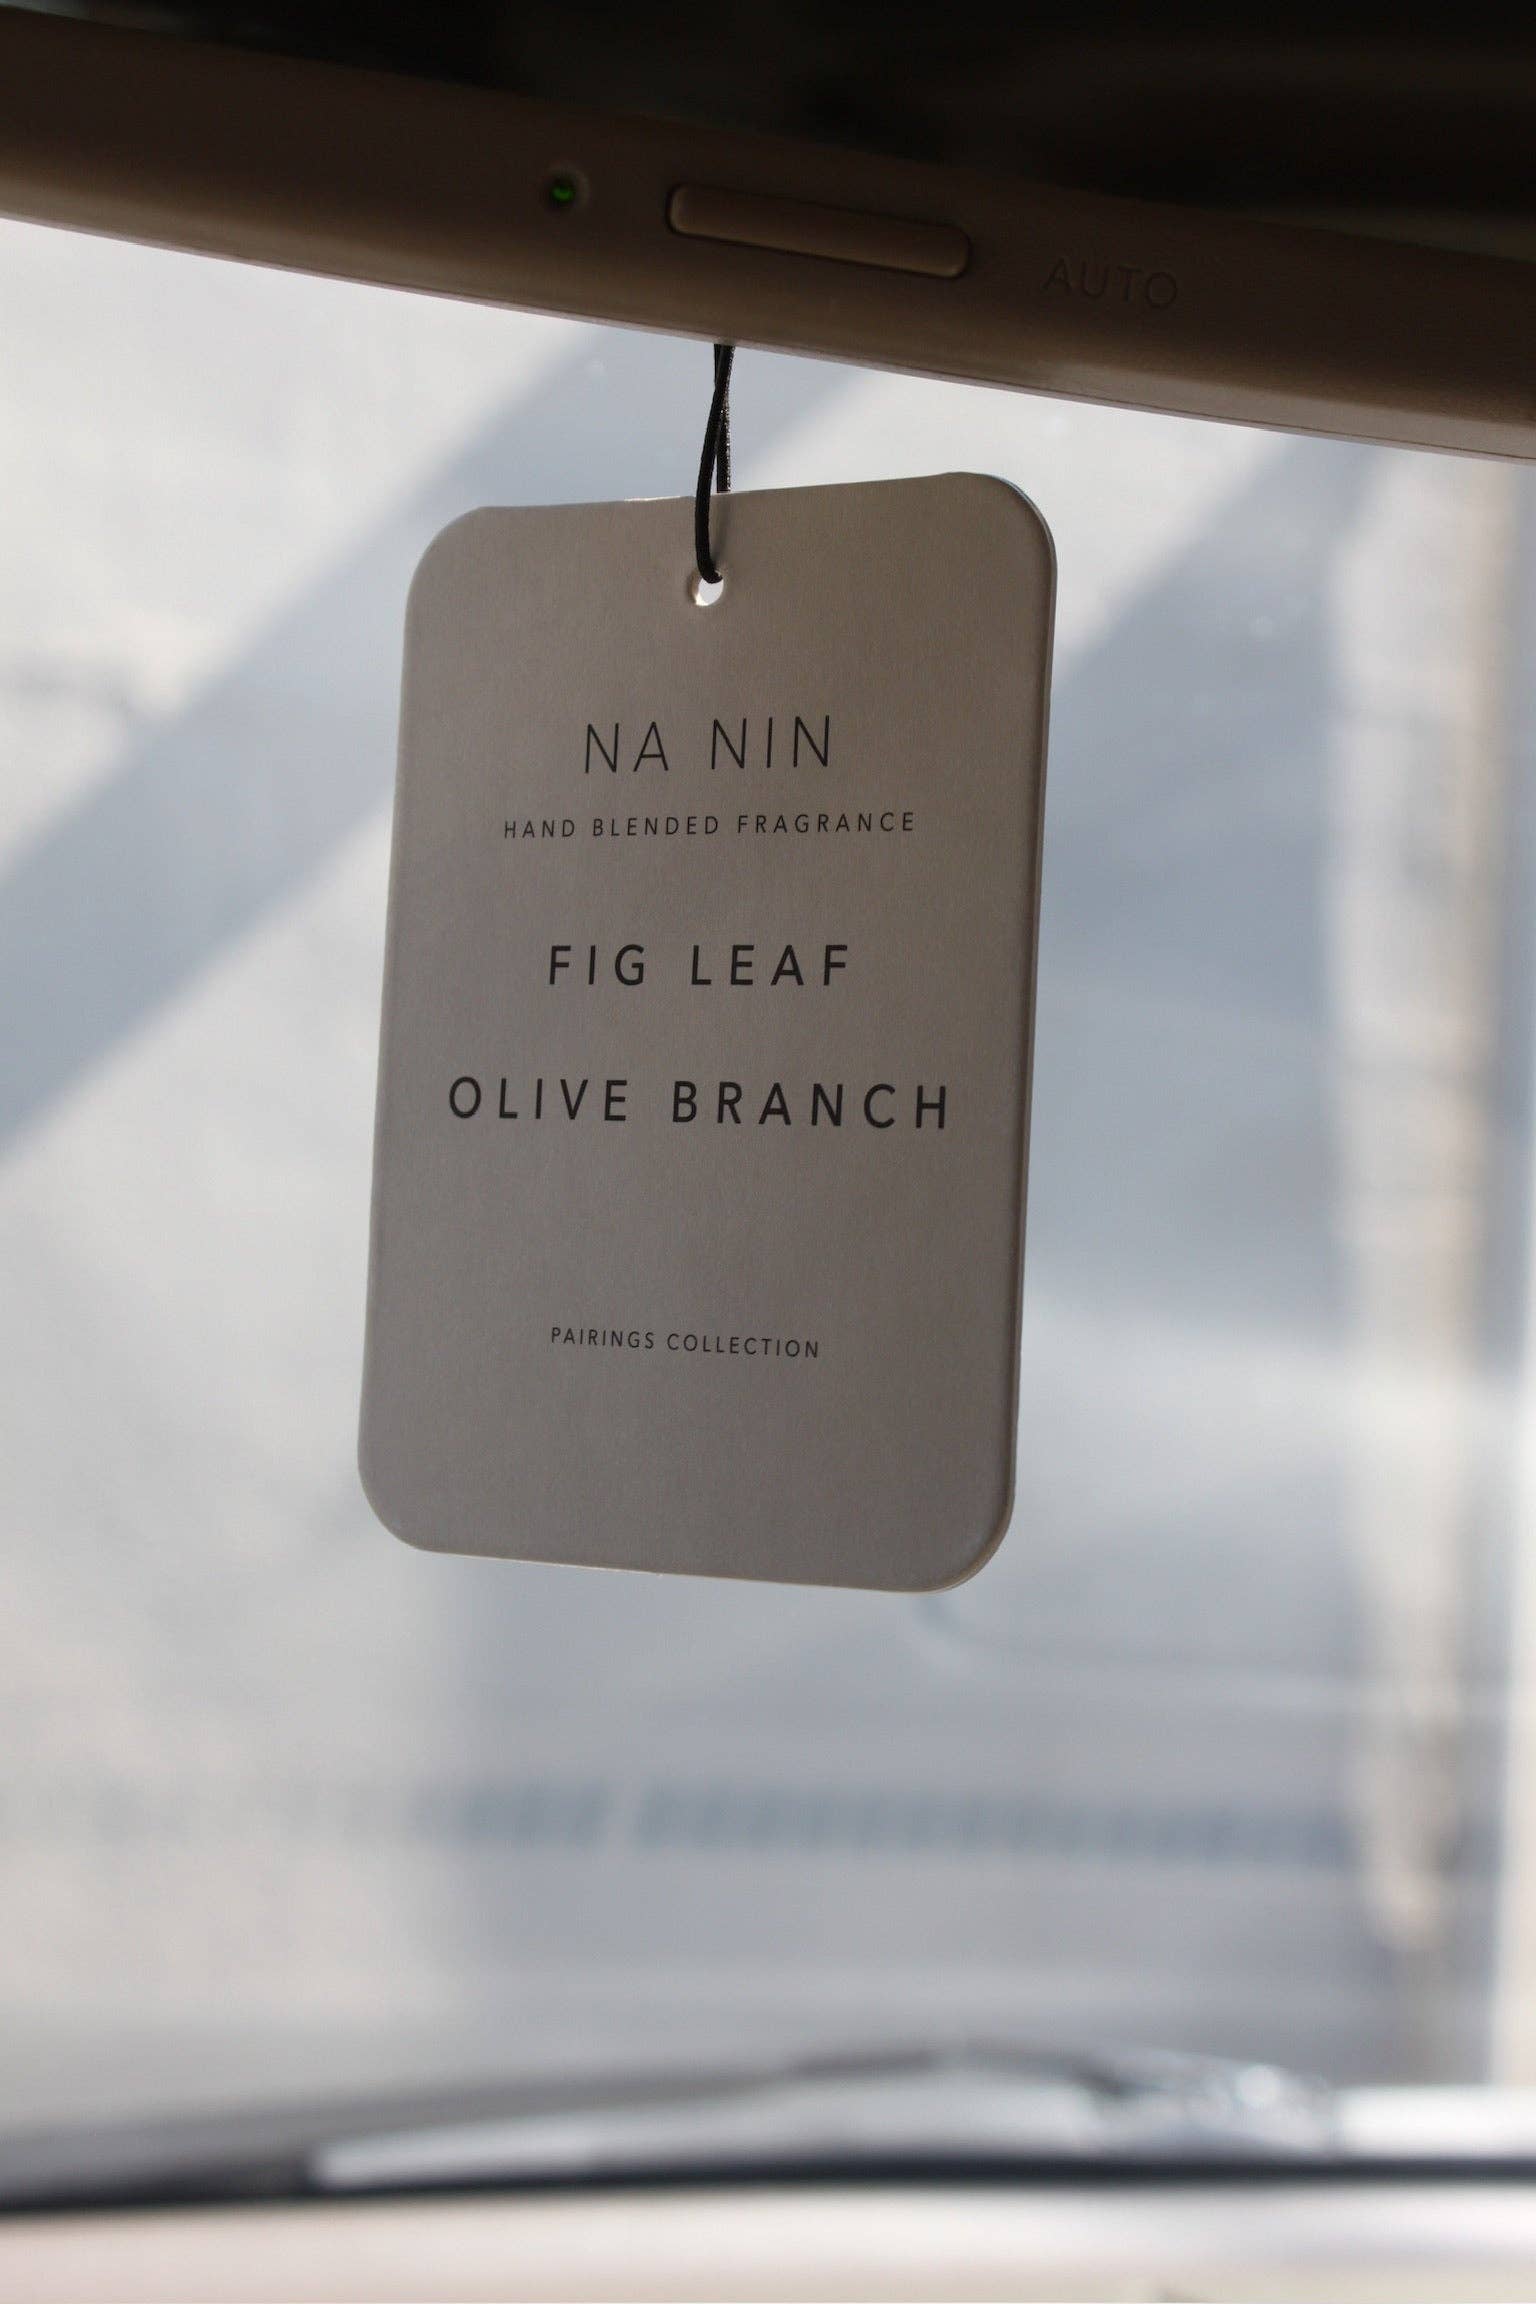 AUTO
NA NIN
HAND BLENDED FRAGRANCE
FIG LEAF
OLIVE BRANCH
PAIRINGS COLLECTION